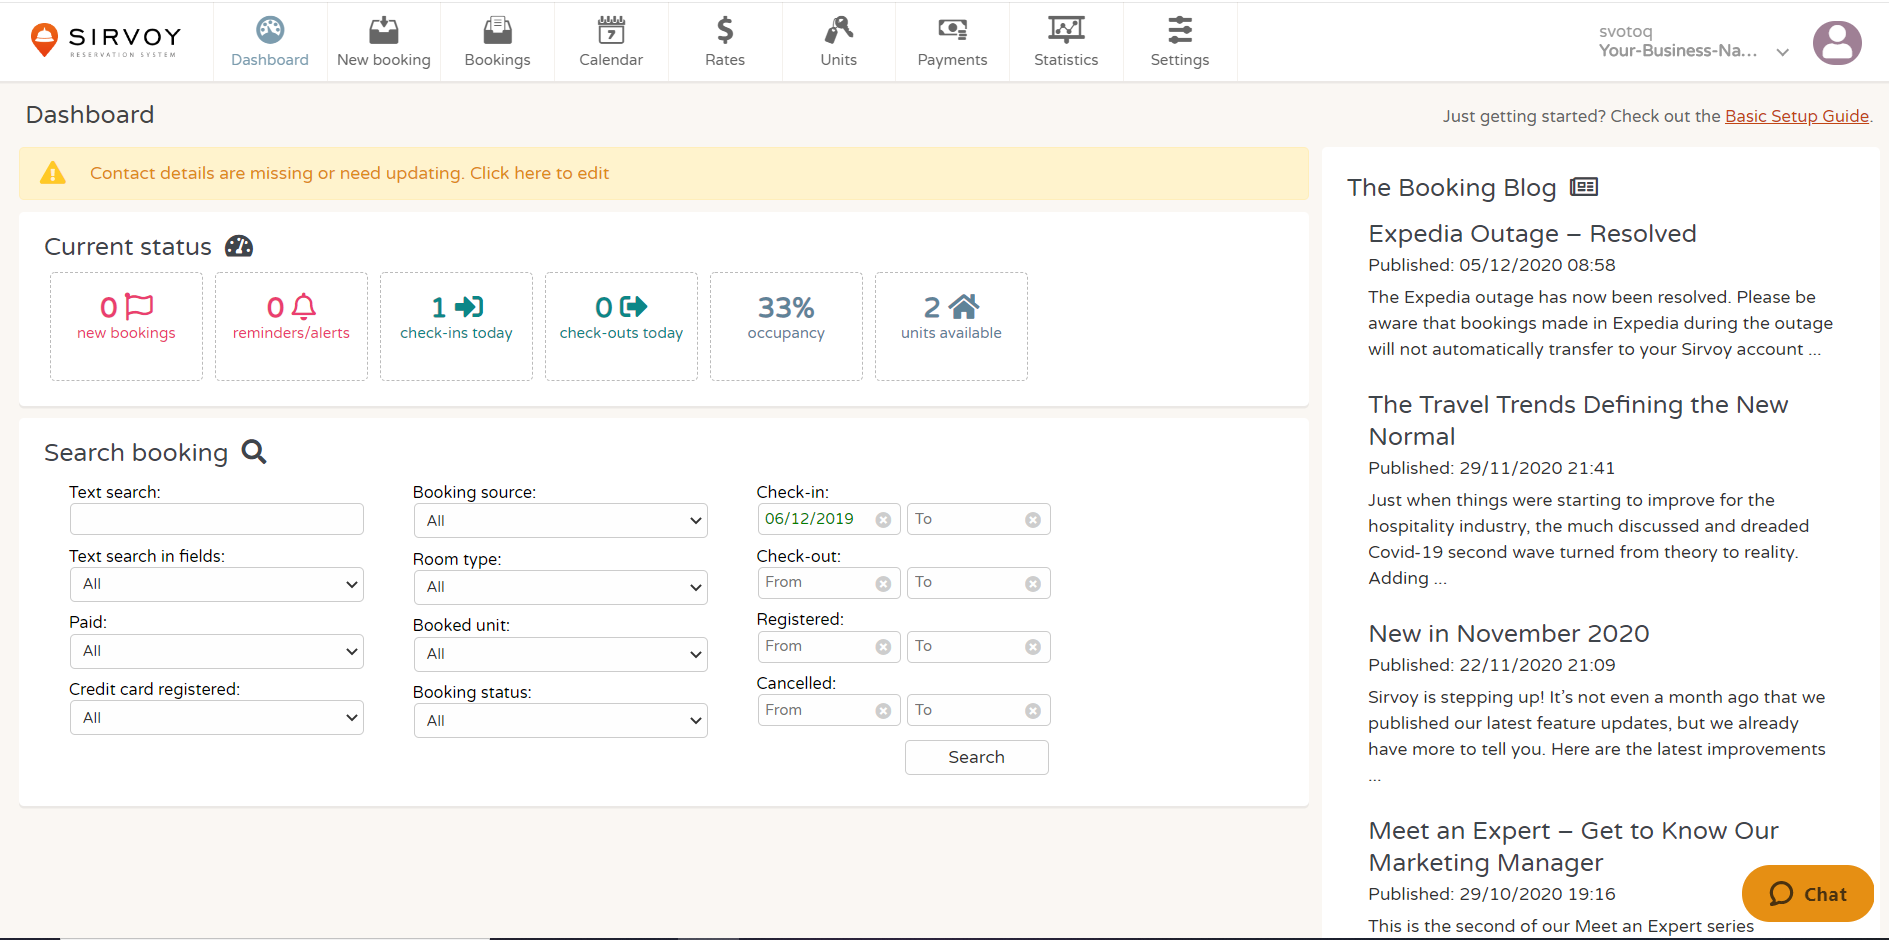 SIRVOY
RESERVATION SYSTEM
Dashboard
New booking
Bookings
7
Calendar
Rates
Units
Payments
Statistics
Settings
svotoq
Your-Business-Na...
Dashboard
Just getting started? Check out the Basic Setup Guide.
Contact details are missing or need updating. Click here to edit
Current status
0
new bookings
0
reminders/alerts
1
check-ins today
0
check-outs today
33%
occupancy
2
units available
Search booking
Text search:
Text search in fields:
All
Paid:
All
Credit card registered:
All
Booking source:
All
Room type:
All
Booked unit:
All
Booking status:
All
Check-in:
06/12/2019 To
Check-out:
From To
Registered:
From To
Cancelled:
From To
Search
The Booking Blog
Expedia Outage – Resolved
Published: 05/12/2020 08:58
The Expedia outage has now been resolved. Please be
aware that bookings made in Expedia during the outage
will not automatically transfer to your Sirvoy account ...
The Travel Trends Defining the New
Normal
Published: 29/11/2020 21:41
Just when things were starting to improve for the
hospitality industry, the much discussed and dreaded
Covid-19 second wave turned from theory to reality.
Adding ...
New in November 2020
Published: 22/11/2020 21:09
Sirvoy is stepping up! It’s not even a month ago that we
published our latest feature updates, but we already
have more to tell you. Here are the latest improvements
...
Meet an Expert – Get to Know Our
Marketing Manager
Published: 29/10/2020 19:16
This is the second of our Meet an Expert series
Chat